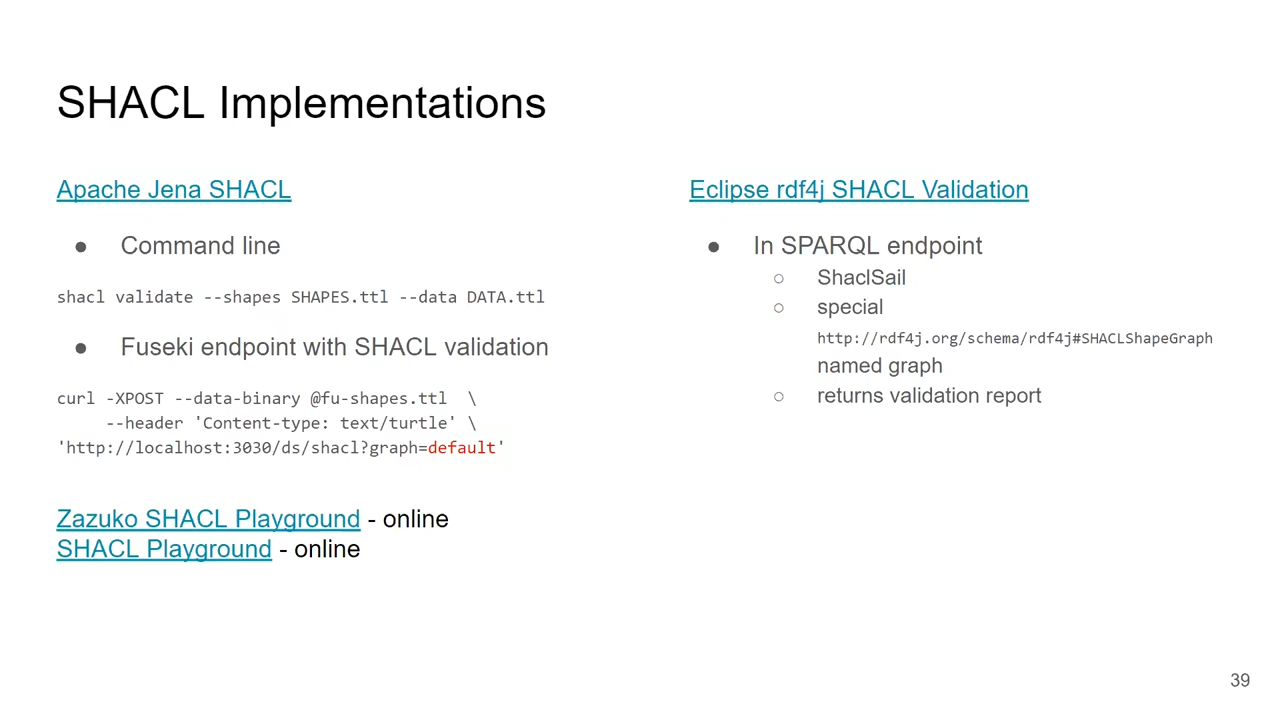 SHACL Implementations
Apache Jena SHACL
● Command line
shacl validate --shapes SHAPES.ttl --data DATA.ttl
● Fuseki endpoint with SHACL validation
curl -XPOST --data-binary @fu-shapes.ttl \
--header 'Content-type: text/turtle' \
'http://localhost:3030/ds/shacl?graph=default'
Zazuko SHACL Playground - online
SHACL Playground - online
Eclipse rdf4j SHACL Validation
● In SPARQL endpoint
○ ShaclSail
○ special
http://rdf4j.org/schema/rdf4j#SHACLShapeGraph
named graph
○ returns validation report
39